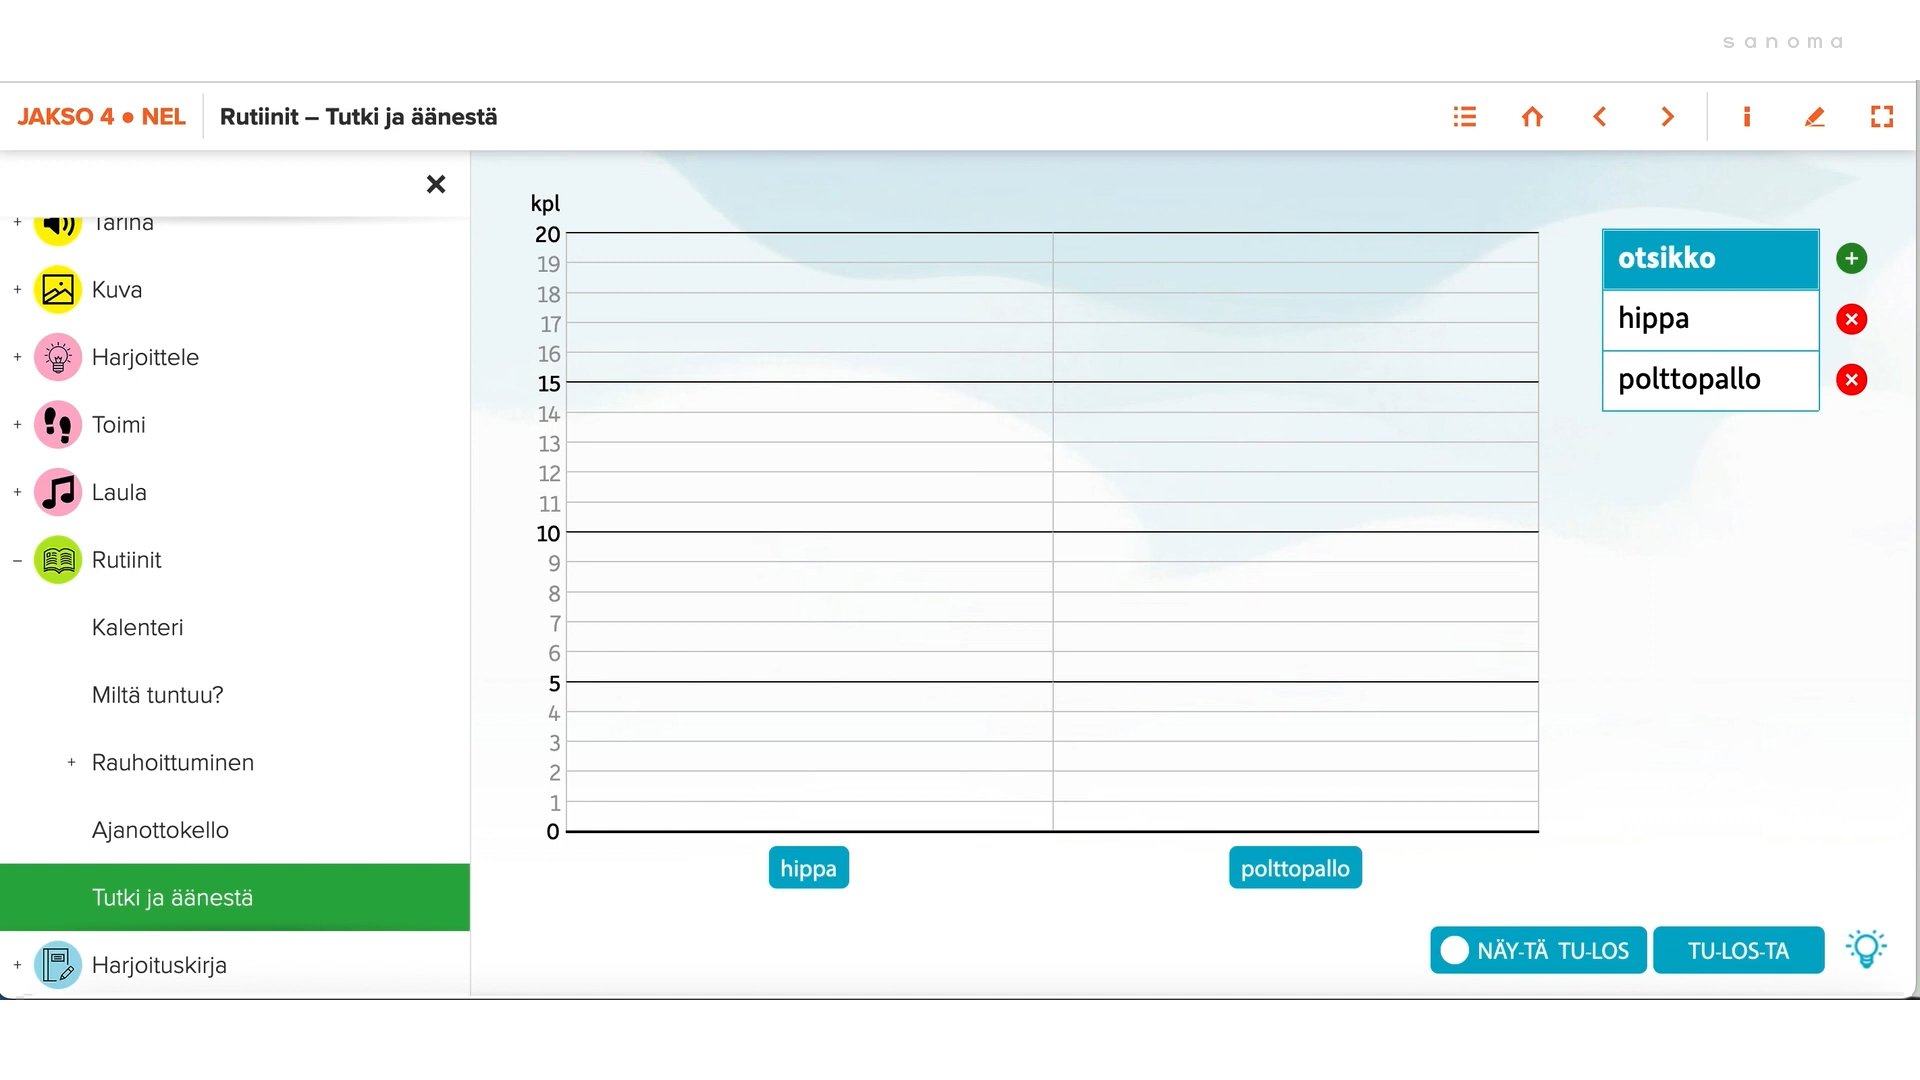 sanoma
JAKSO 4 ● NEL
Rutiinit – Tutki ja äänestä
Tarina
Kuva
Harjoittele
Toimi
Laula
Rutiinit
Kalenteri
Miltä tuntuu?
Rauhoittuminen
Ajanottokello
Tutki ja äänestä
Harjoituskirja
kpl
20
19
18
17
16
15
14
13
12
11
10
9
8
7
6
5
4
3
2
1
0
hippa
polttopallo
otsikko
hippa
polttopallo
NÄY-TÄ TU-LOS
TU-LOS-TA